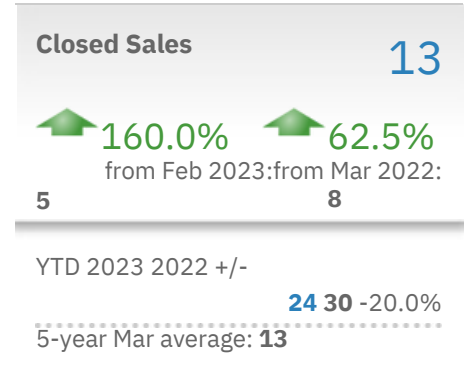 Closed Sales 13
160.0% 62.5%
from Feb 2023:from Mar 2022:
5 8
YTD 2023 2022 +/-
24 30 -20.0%
5-year Mar average: 13